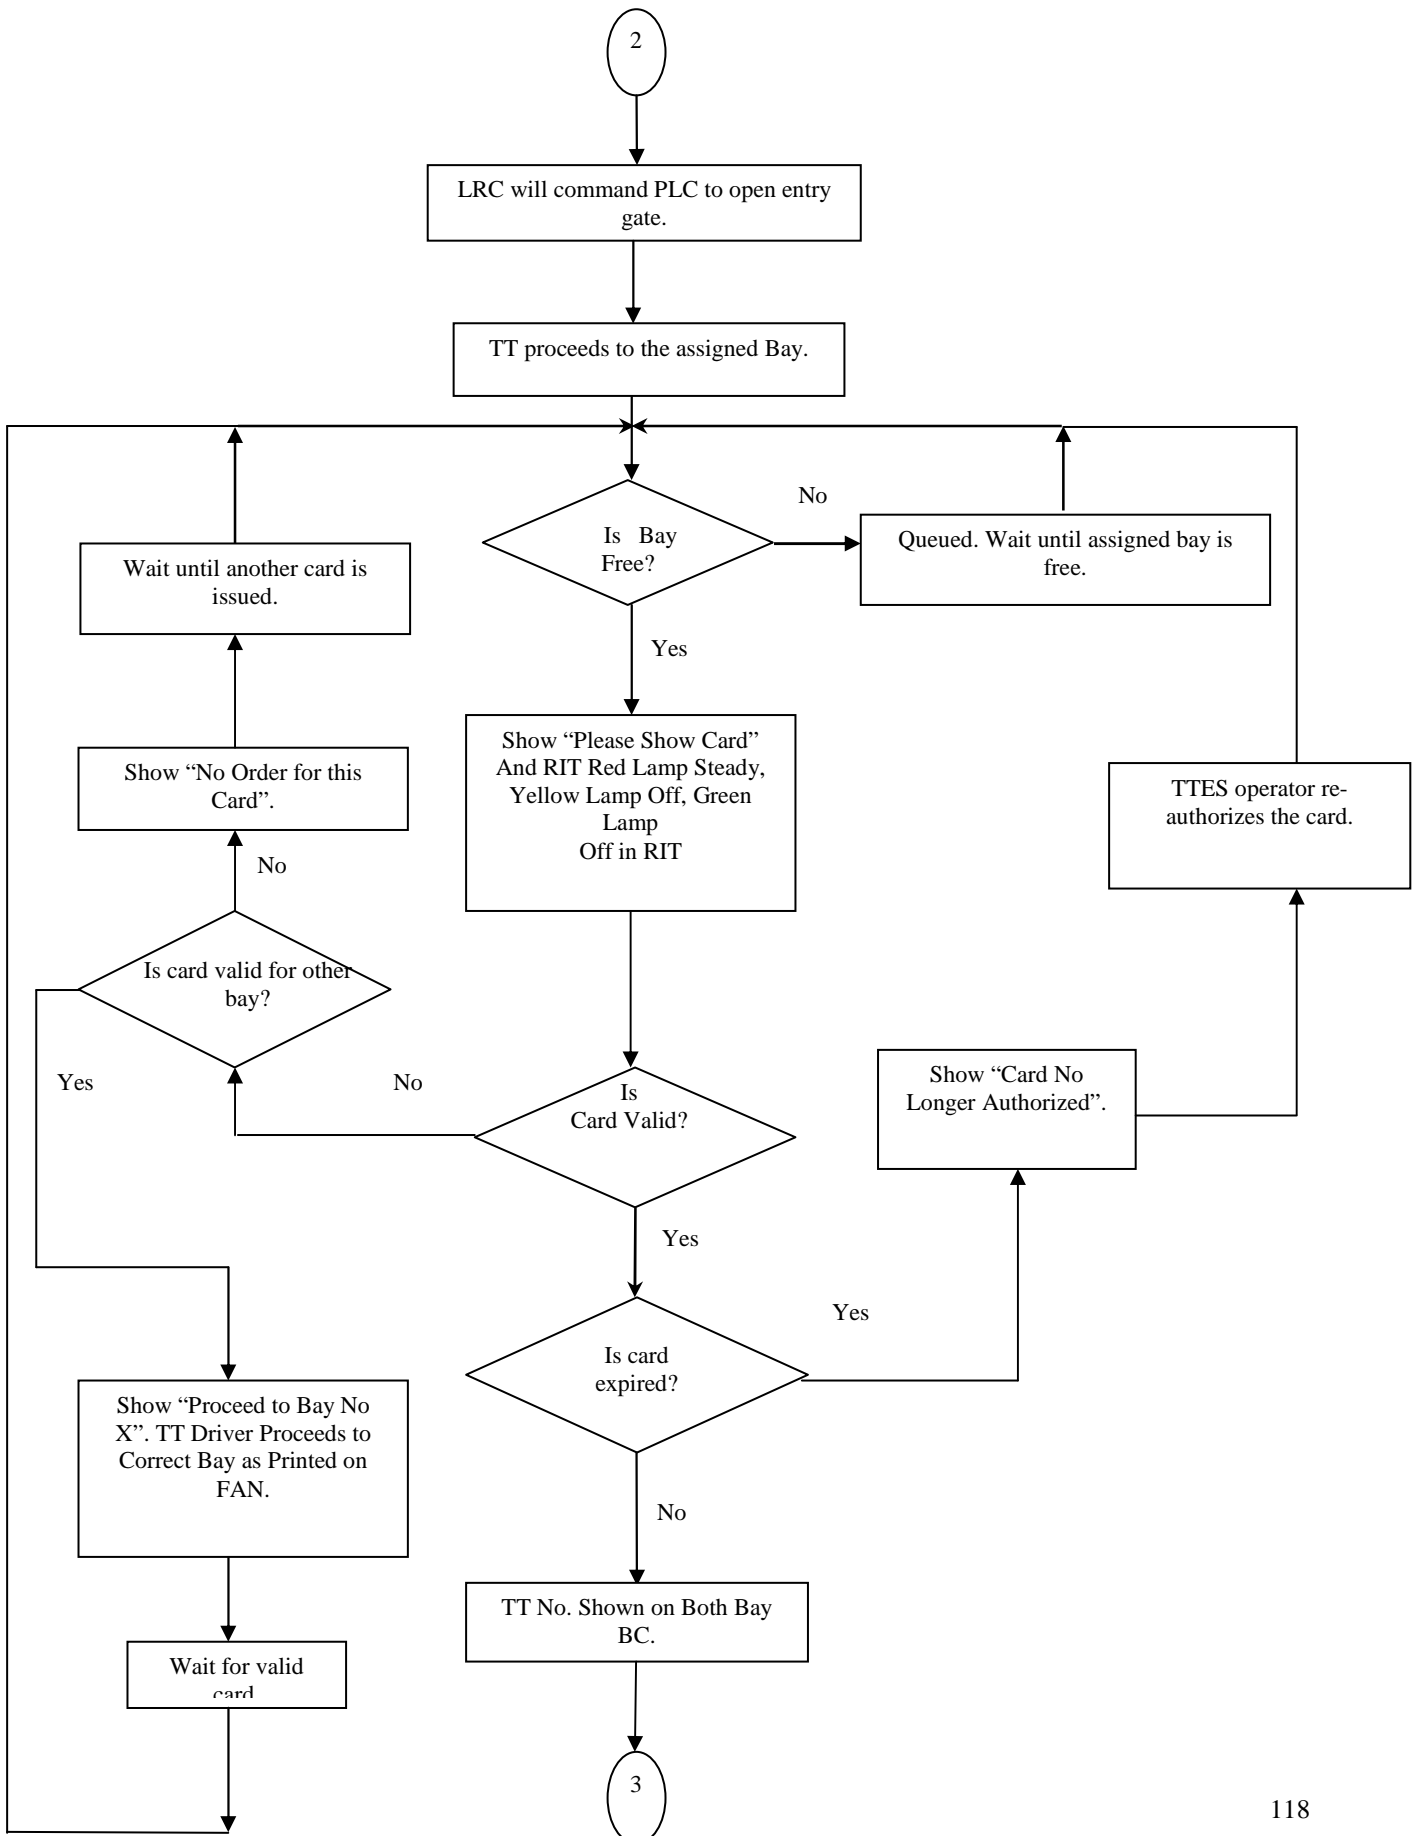 2
LRC will command PLC to open entry
gate.
TT proceeds to the assigned Bay.
No
Is Bay
Free?
Queued. Wait until assigned bay is
free.
Wait until another card is
issued.
Yes
Show “Please Show Card”
And RIT Red Lamp Steady,
Yellow Lamp Off, Green
Lamp
Off in RIT
Show “No Order for this
Card”.
TTES operator re-
authorizes the card.
No
Is card valid for other
bay?
Yes
No
Is
Card Valid?
Show “Card No
Longer Authorized”.
Yes
Yes
Is card
expired?
Show “Proceed to Bay No
X”. TT Driver Proceeds to
Correct Bay as Printed on
FAN.
No
TT No. Shown on Both Bay
BC.
Wait for valid
card
3
118